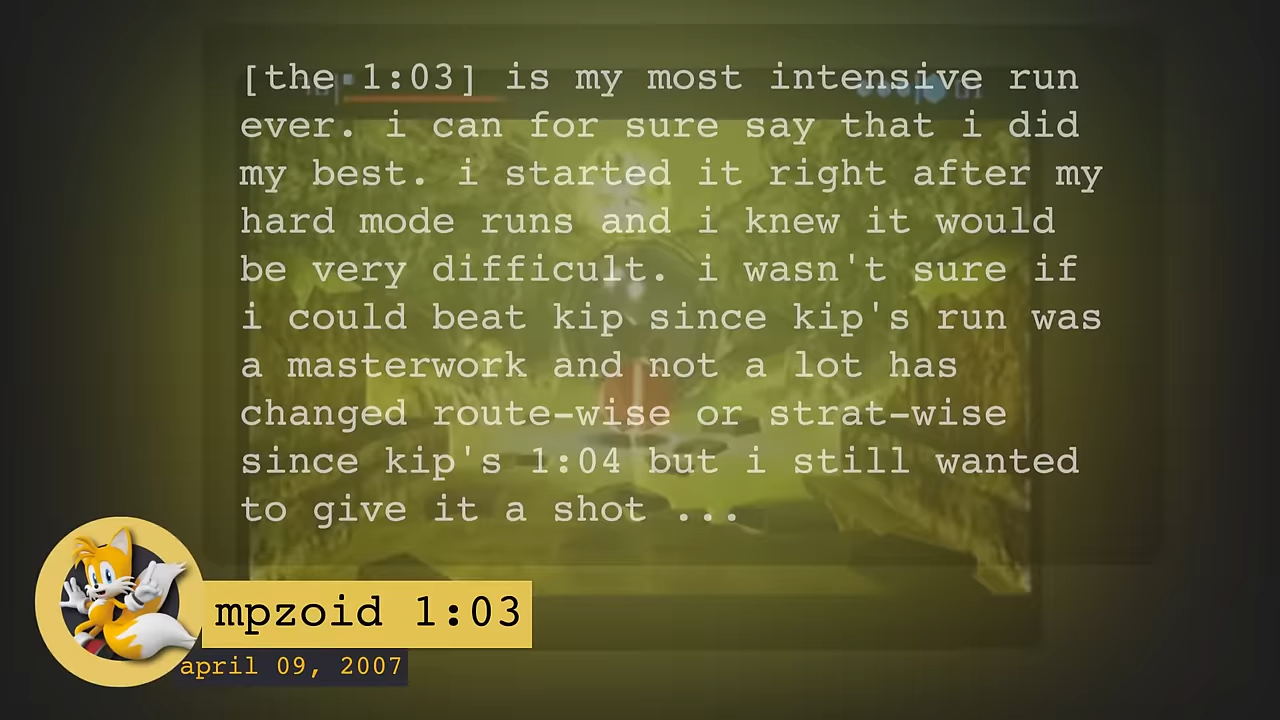 [the 1:03] is my most intensive run
ever. i can for sure say that i did
my best. i started it right after my
hard mode runs and i knew it would
be very difficult. i wasn't sure if
i could beat kip since kip's run was
a masterwork and not a lot has
changed route-wise or strat-wise
since kip's 1:04 but i still wanted
to give it a shot ...
mpzoid 1:03
april 09, 2007